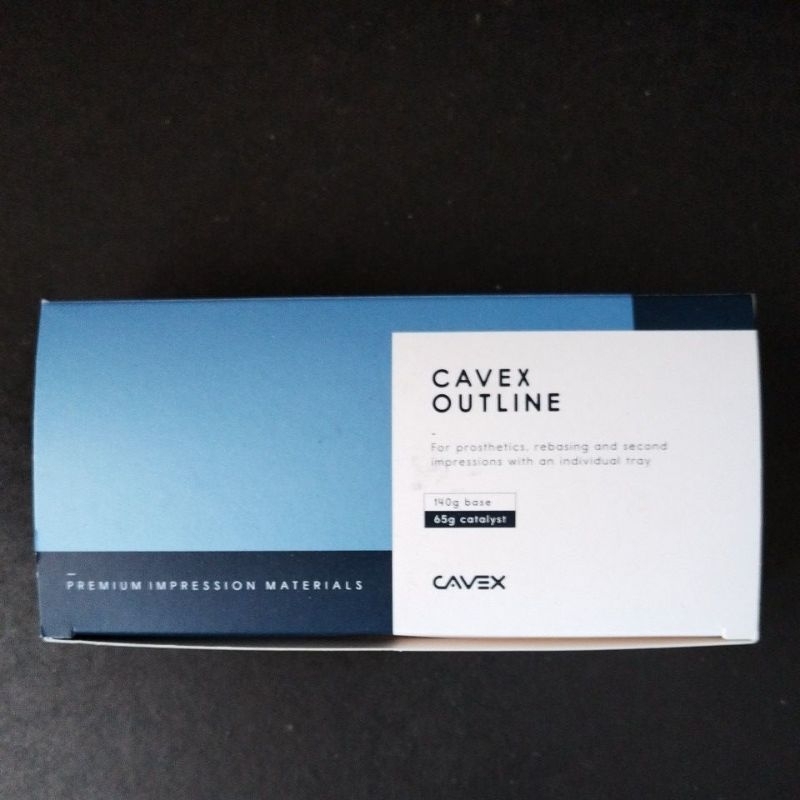 CAVEX
OUTLINE
-
For prosthetics, rebasing and second
impressions with an individual tray
140g base
65g catalyst
PREMIUM IMPRESSION MATERIALS
CAVEX